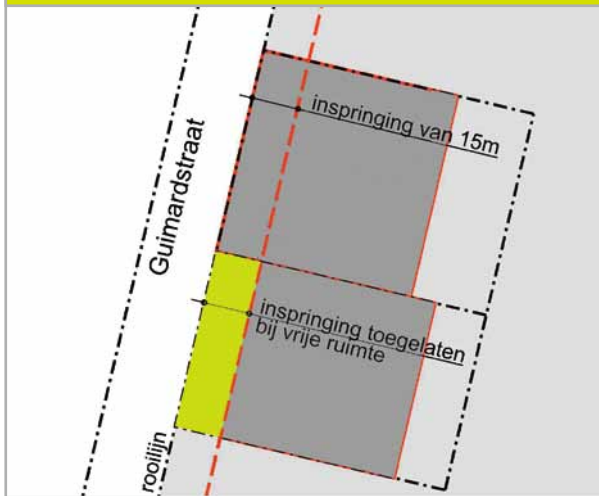 inspringing van 15m
Guimardstraat
inspringing toegelaten
bij vrije ruimte
rooilijn